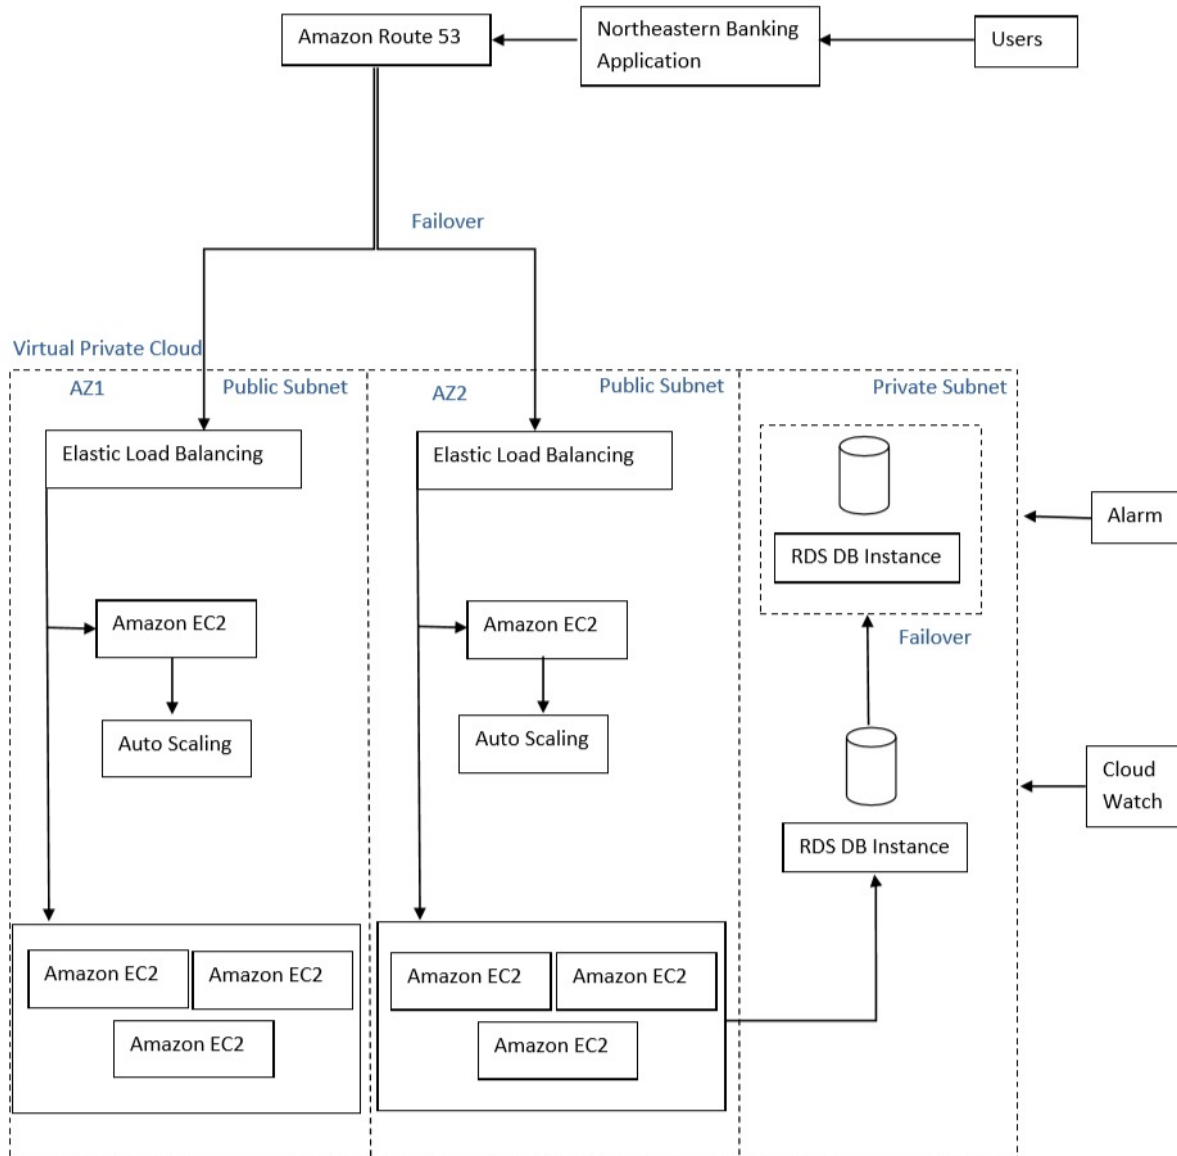 Amazon Route 53
Northeastern Banking
Application
Users
Failover
Virtual Private Cloud
AZ1
Public Subnet
AZ2
Public Subnet
Private Subnet
Elastic Load Balancing
Elastic Load Balancing
RDS DB Instance
Alarm
Amazon EC2
Amazon EC2
Failover
Auto Scaling
Auto Scaling
Cloud
Watch
RDS DB Instance
Amazon EC2
Amazon EC2
Amazon EC2
Amazon EC2
Amazon EC2
Amazon EC2